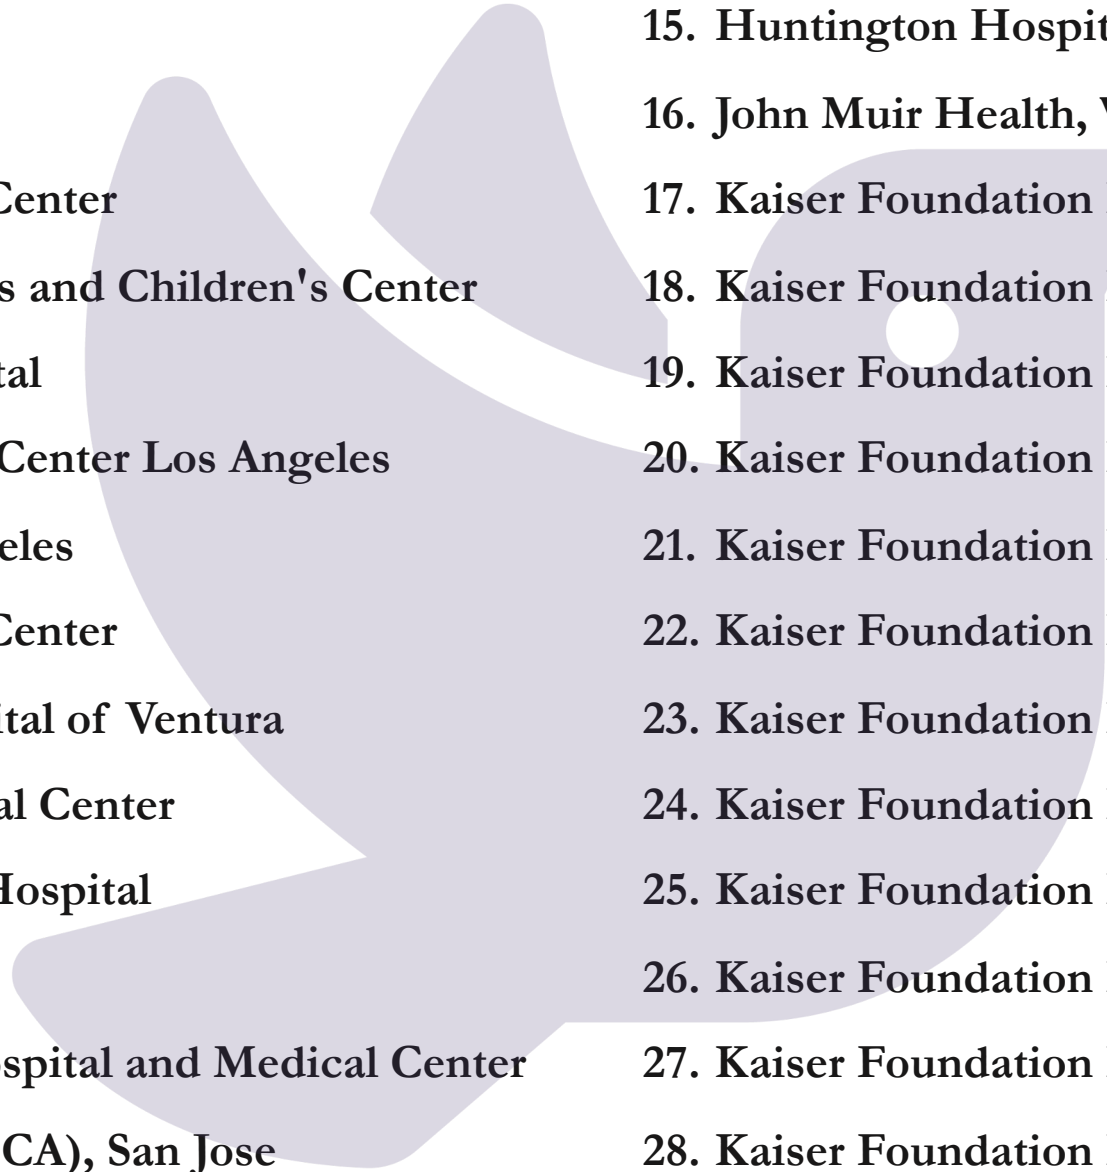 Center
s and Children's Center
tal
Center Los Angeles
eles
Center
ital of Ventura
al Center
Hospital
spital and Medical Center
CA), San Jose
15. Huntington Hospit
16. John Muir Health,
17. Kaiser Foundation
18. Kaiser Foundation
19. Kaiser Foundation
20. Kaiser Foundation
21. Kaiser Foundation
22. Kaiser Foundation
23. Kaiser Foundation
24. Kaiser Foundation
25. Kaiser Foundation
26. Kaiser Foundation
27. Kaiser Foundation
28. Kaiser Foundation